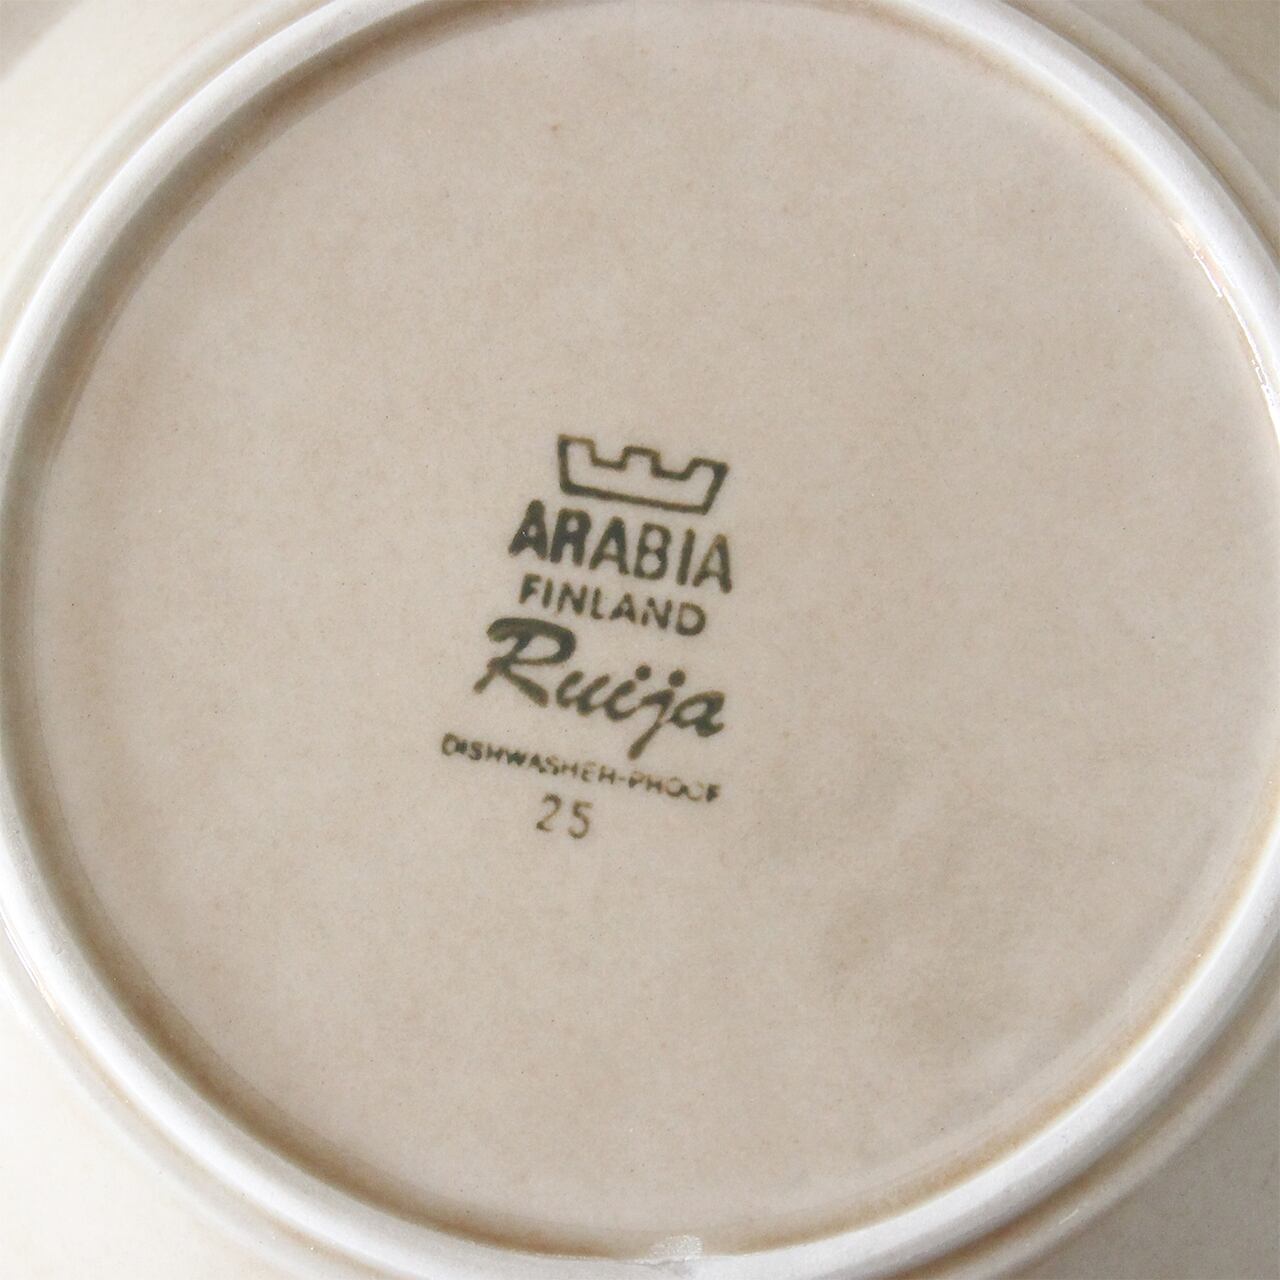 ARABIA
FINLAND
Ruija
DISHWASHER-PROOF
25